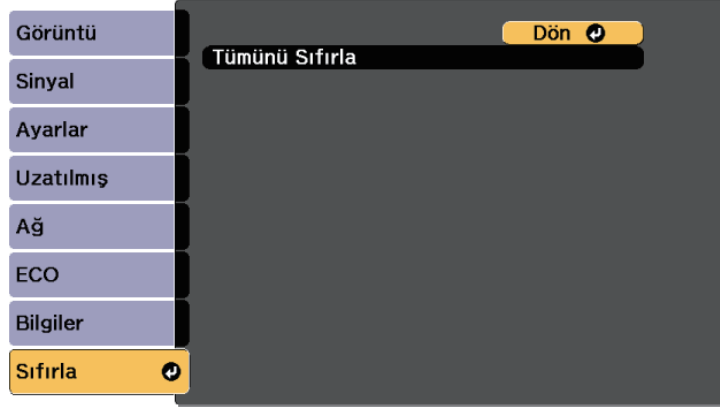 Görüntü
Sinyal
Ayarlar
Uzatılmış
Ağ
ECO
Bilgiler
Sıfırla
Dön
Tümünü Sıfırla